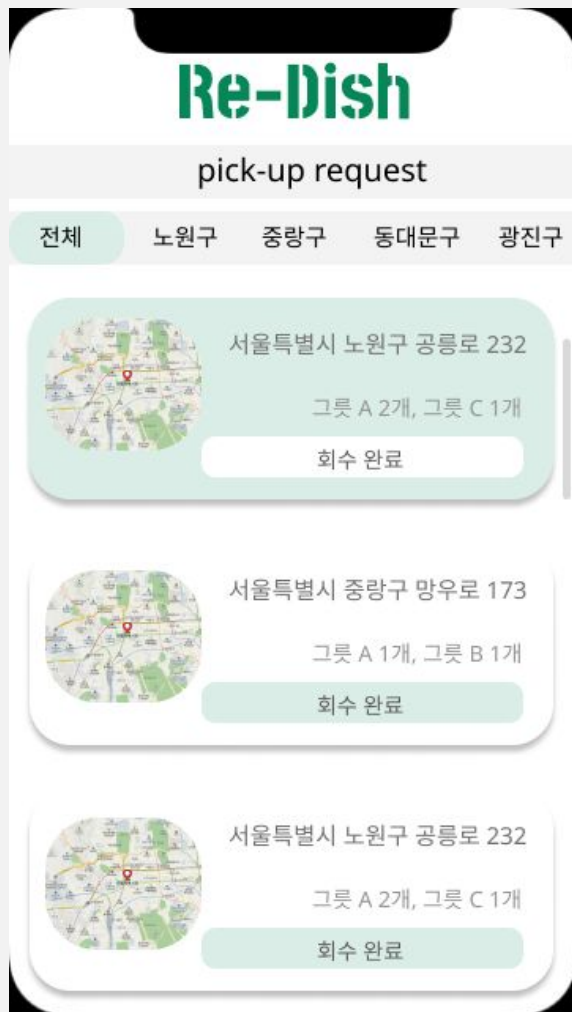 Re-Dish
pick-up request
전체 노원구 중랑구 동대문구 광진구
서울특별시 노원구 공릉로 232
그릇 A 2개, 그릇 C 1개
회수 완료
서울특별시 중랑구 망우로 173
그릇 A 1개, 그릇 B 1개
회수 완료
서울특별시 노원구 공릉로 232
그릇 A 2개, 그릇 C 1개
회수 완료